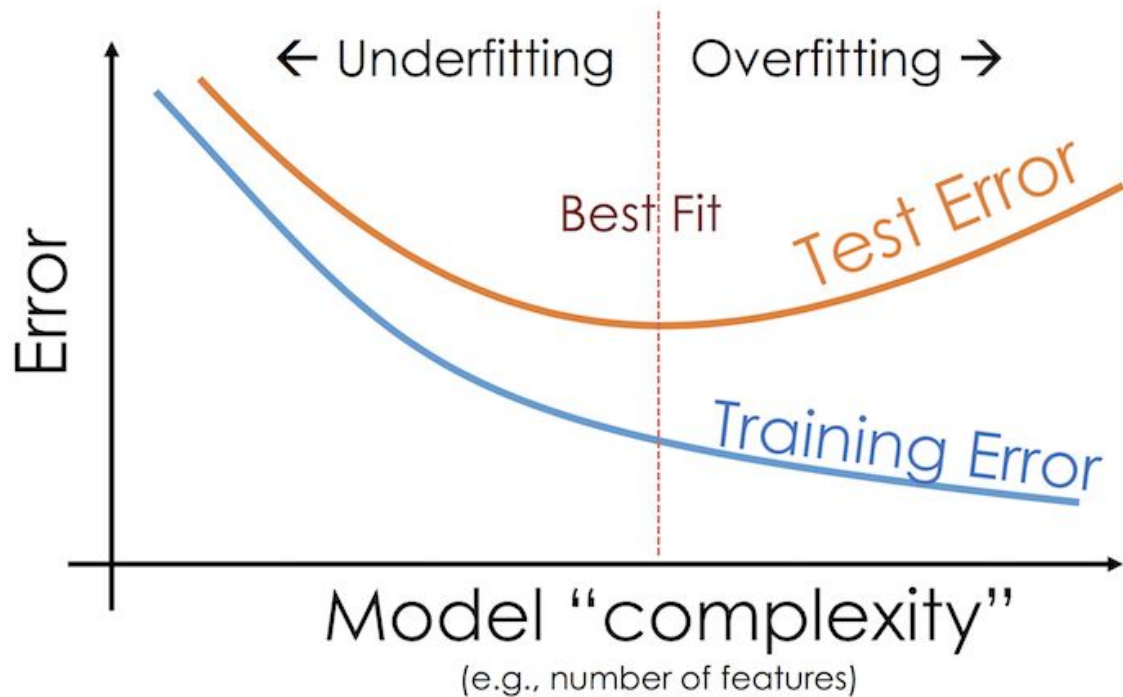 ← Underfitting
Overfitting →
Best Fit
Test Error
Error
Training Error
Model “complexity”
(e.g., number of features)